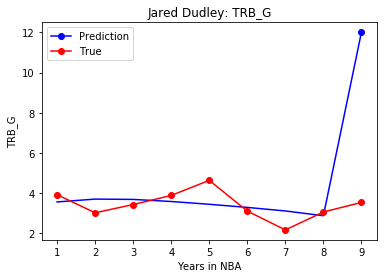 Jared Dudley: TRB_G
Prediction
True
12
10
8
6
4
2
TRB_G
1 2 3 4 5 6 7 8 9
Years in NBA